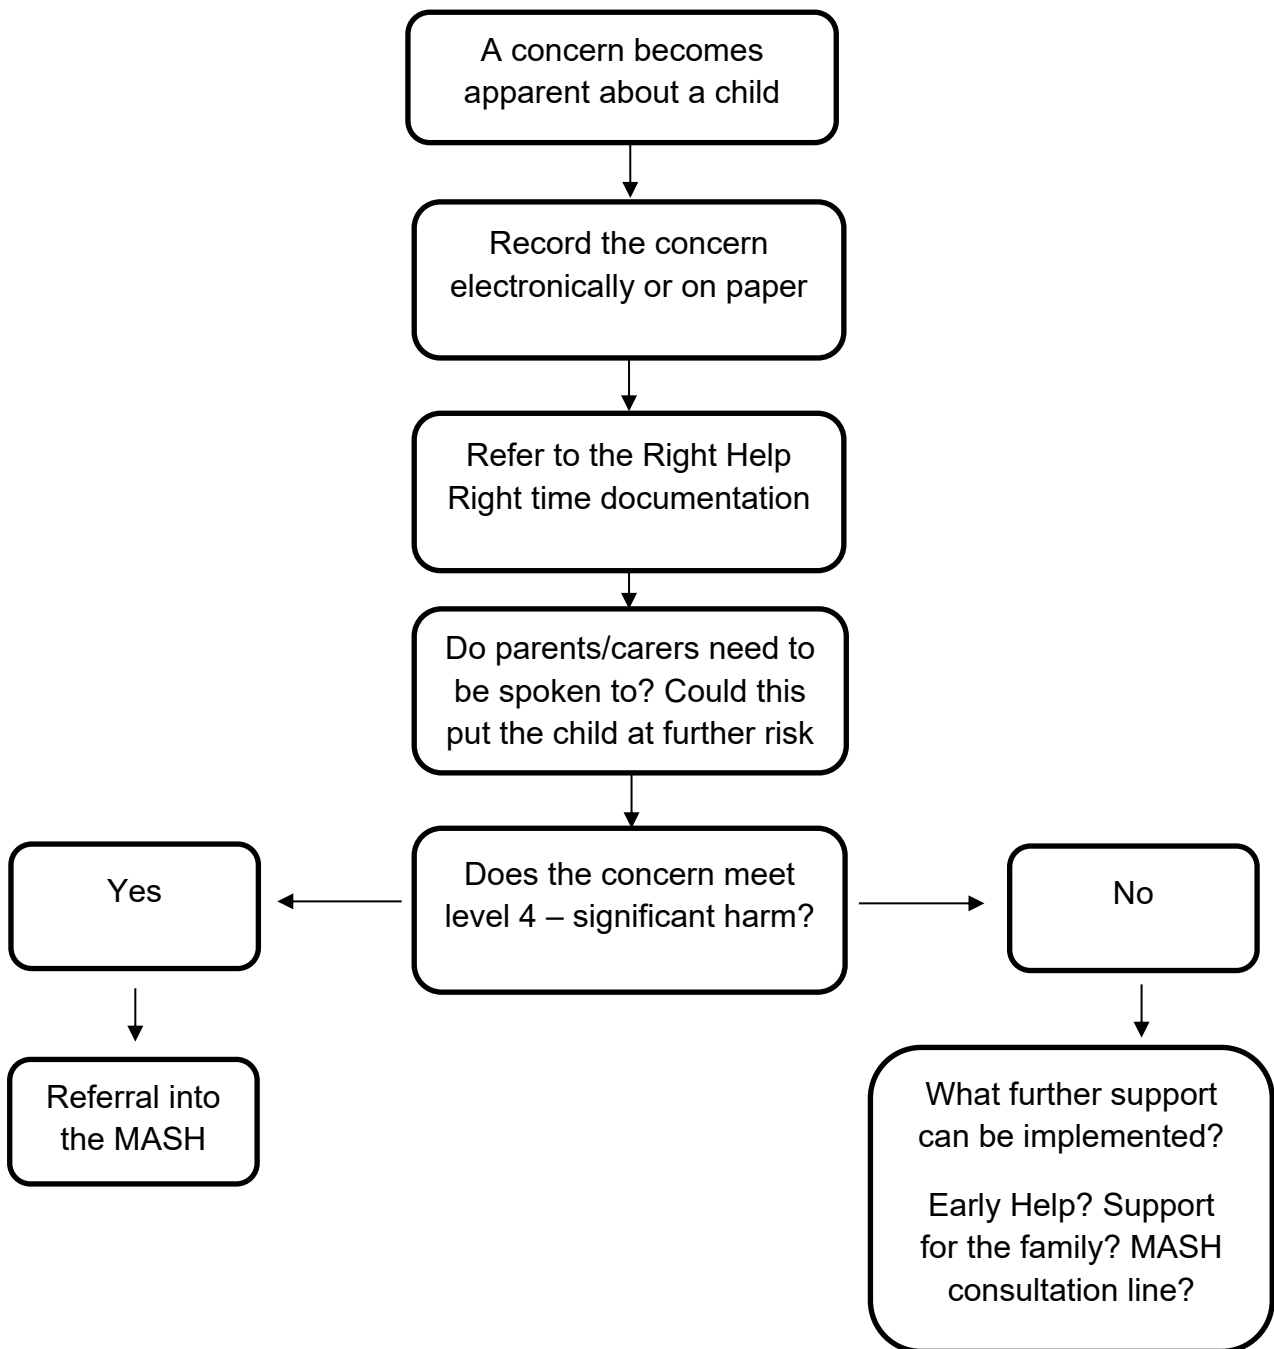 A concern becomes
apparent about a child
Record the concern
electronically or on paper
Refer to the Right Help
Right time documentation
Do parents/carers need to
be spoken to? Could this
put the child at further risk
Does the concern meet
level 4 – significant harm?
Yes
No
Referral into
the MASH
What further support
can be implemented?
Early Help? Support
for the family? MASH
consultation line?